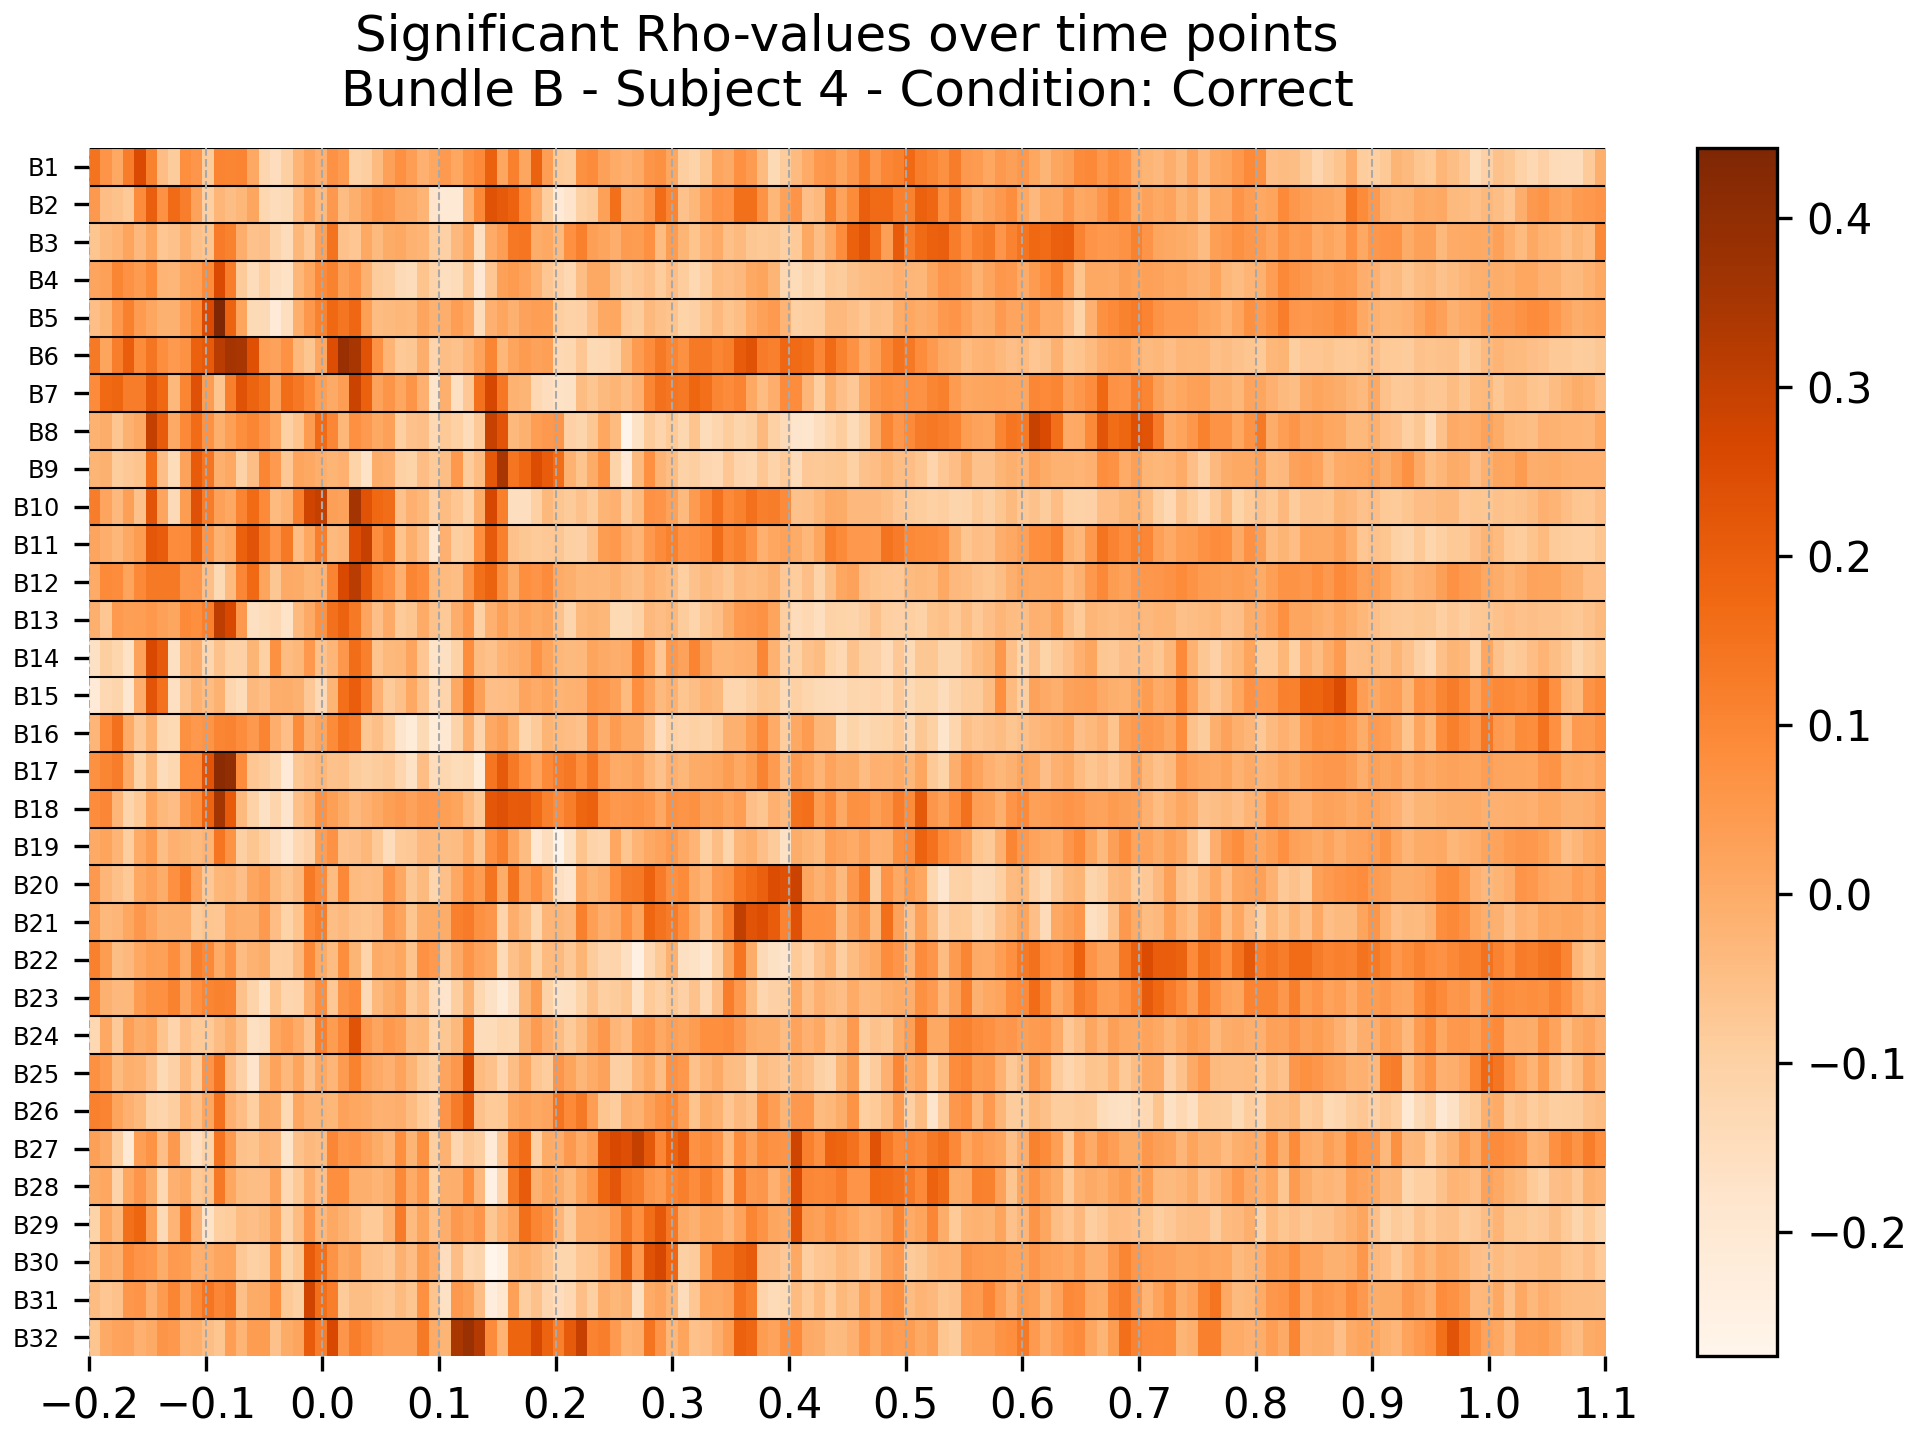 Significant Rho-values over time points
Bundle B - Subject 4 - Condition: Correct
B1
B2
B3
B4
B5
B6
B7
B8
B9
B10
B11
B12
B13
B14
B15
B16
B17
B18
B19
B20
B21
B22
B23
B24
B25
B26
B27
B28
B29
B30
B31
B32
−0.2 −0.1 0.0 0.1 0.2 0.3 0.4 0.5 0.6 0.7 0.8 0.9 1.0 1.1
0.4
0.3
0.2
0.1
0.0
−0.1
−0.2